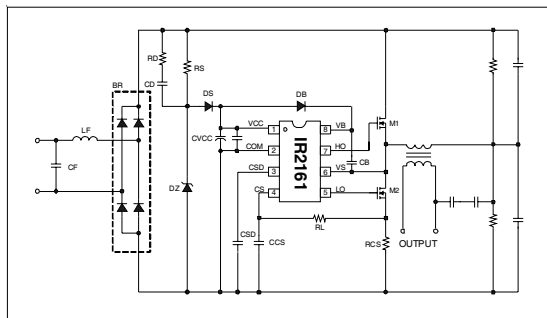 RD
RS
BR
CD
DS
DB
LF
CVCC
VCC
1
8
VB
M1
COM
2
7
HO
CF
IR2161
CB
CSD
3
6
VS
DZ
CS
4
5
LO
M2
RL
CSD
CCS
RCS
OUTPUT